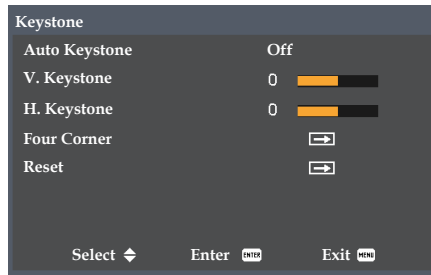 Keystone
Auto Keystone Off
V. Keystone 0
H. Keystone 0
Four Corner
Reset
Select Enter ENTER Exit MENU